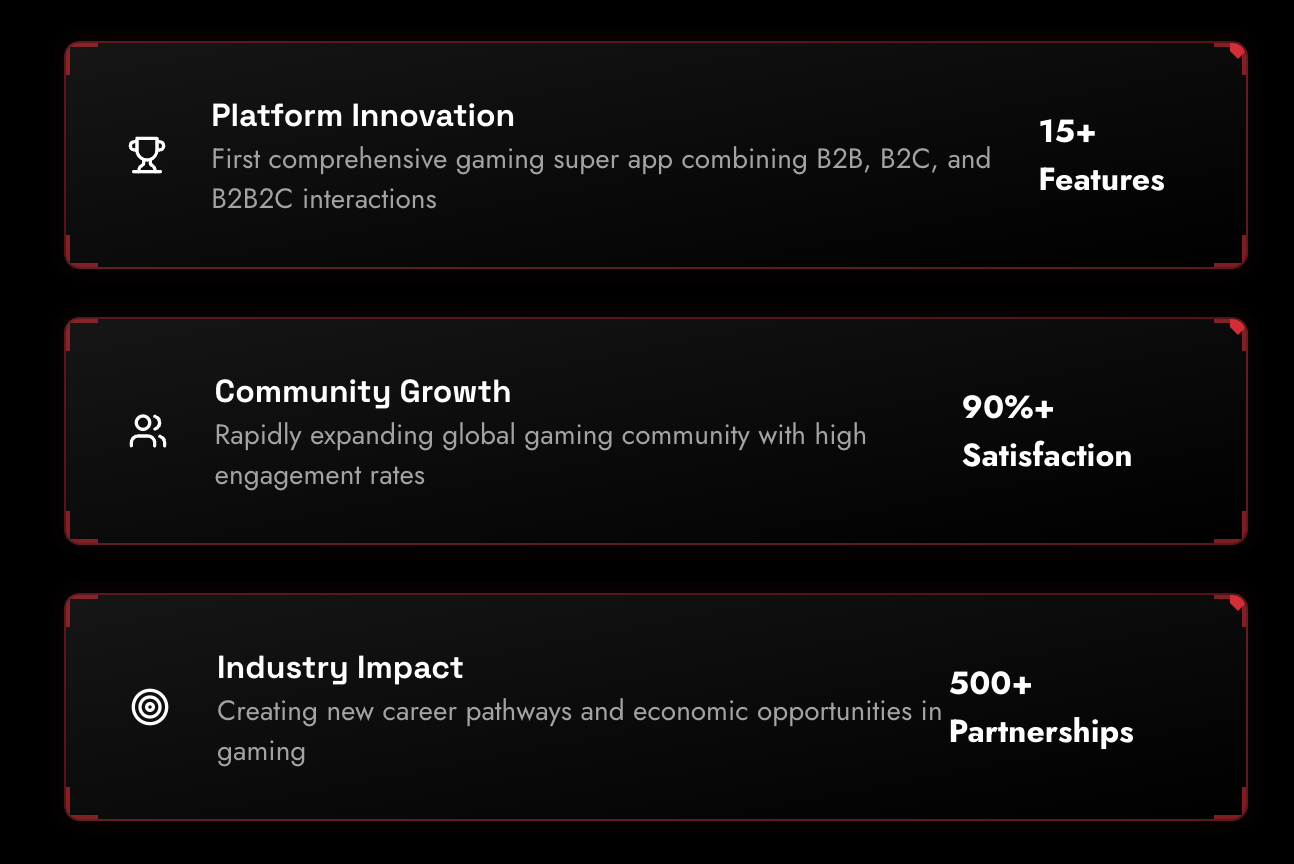 Platform Innovation
First comprehensive gaming super app combining B2B, B2C, and
B2B2C interactions
15+
Features
Community Growth
Rapidly expanding global gaming community with high
engagement rates
90%+
Satisfaction
Industry Impact
Creating new career pathways and economic opportunities in
gaming
500+
Partnerships